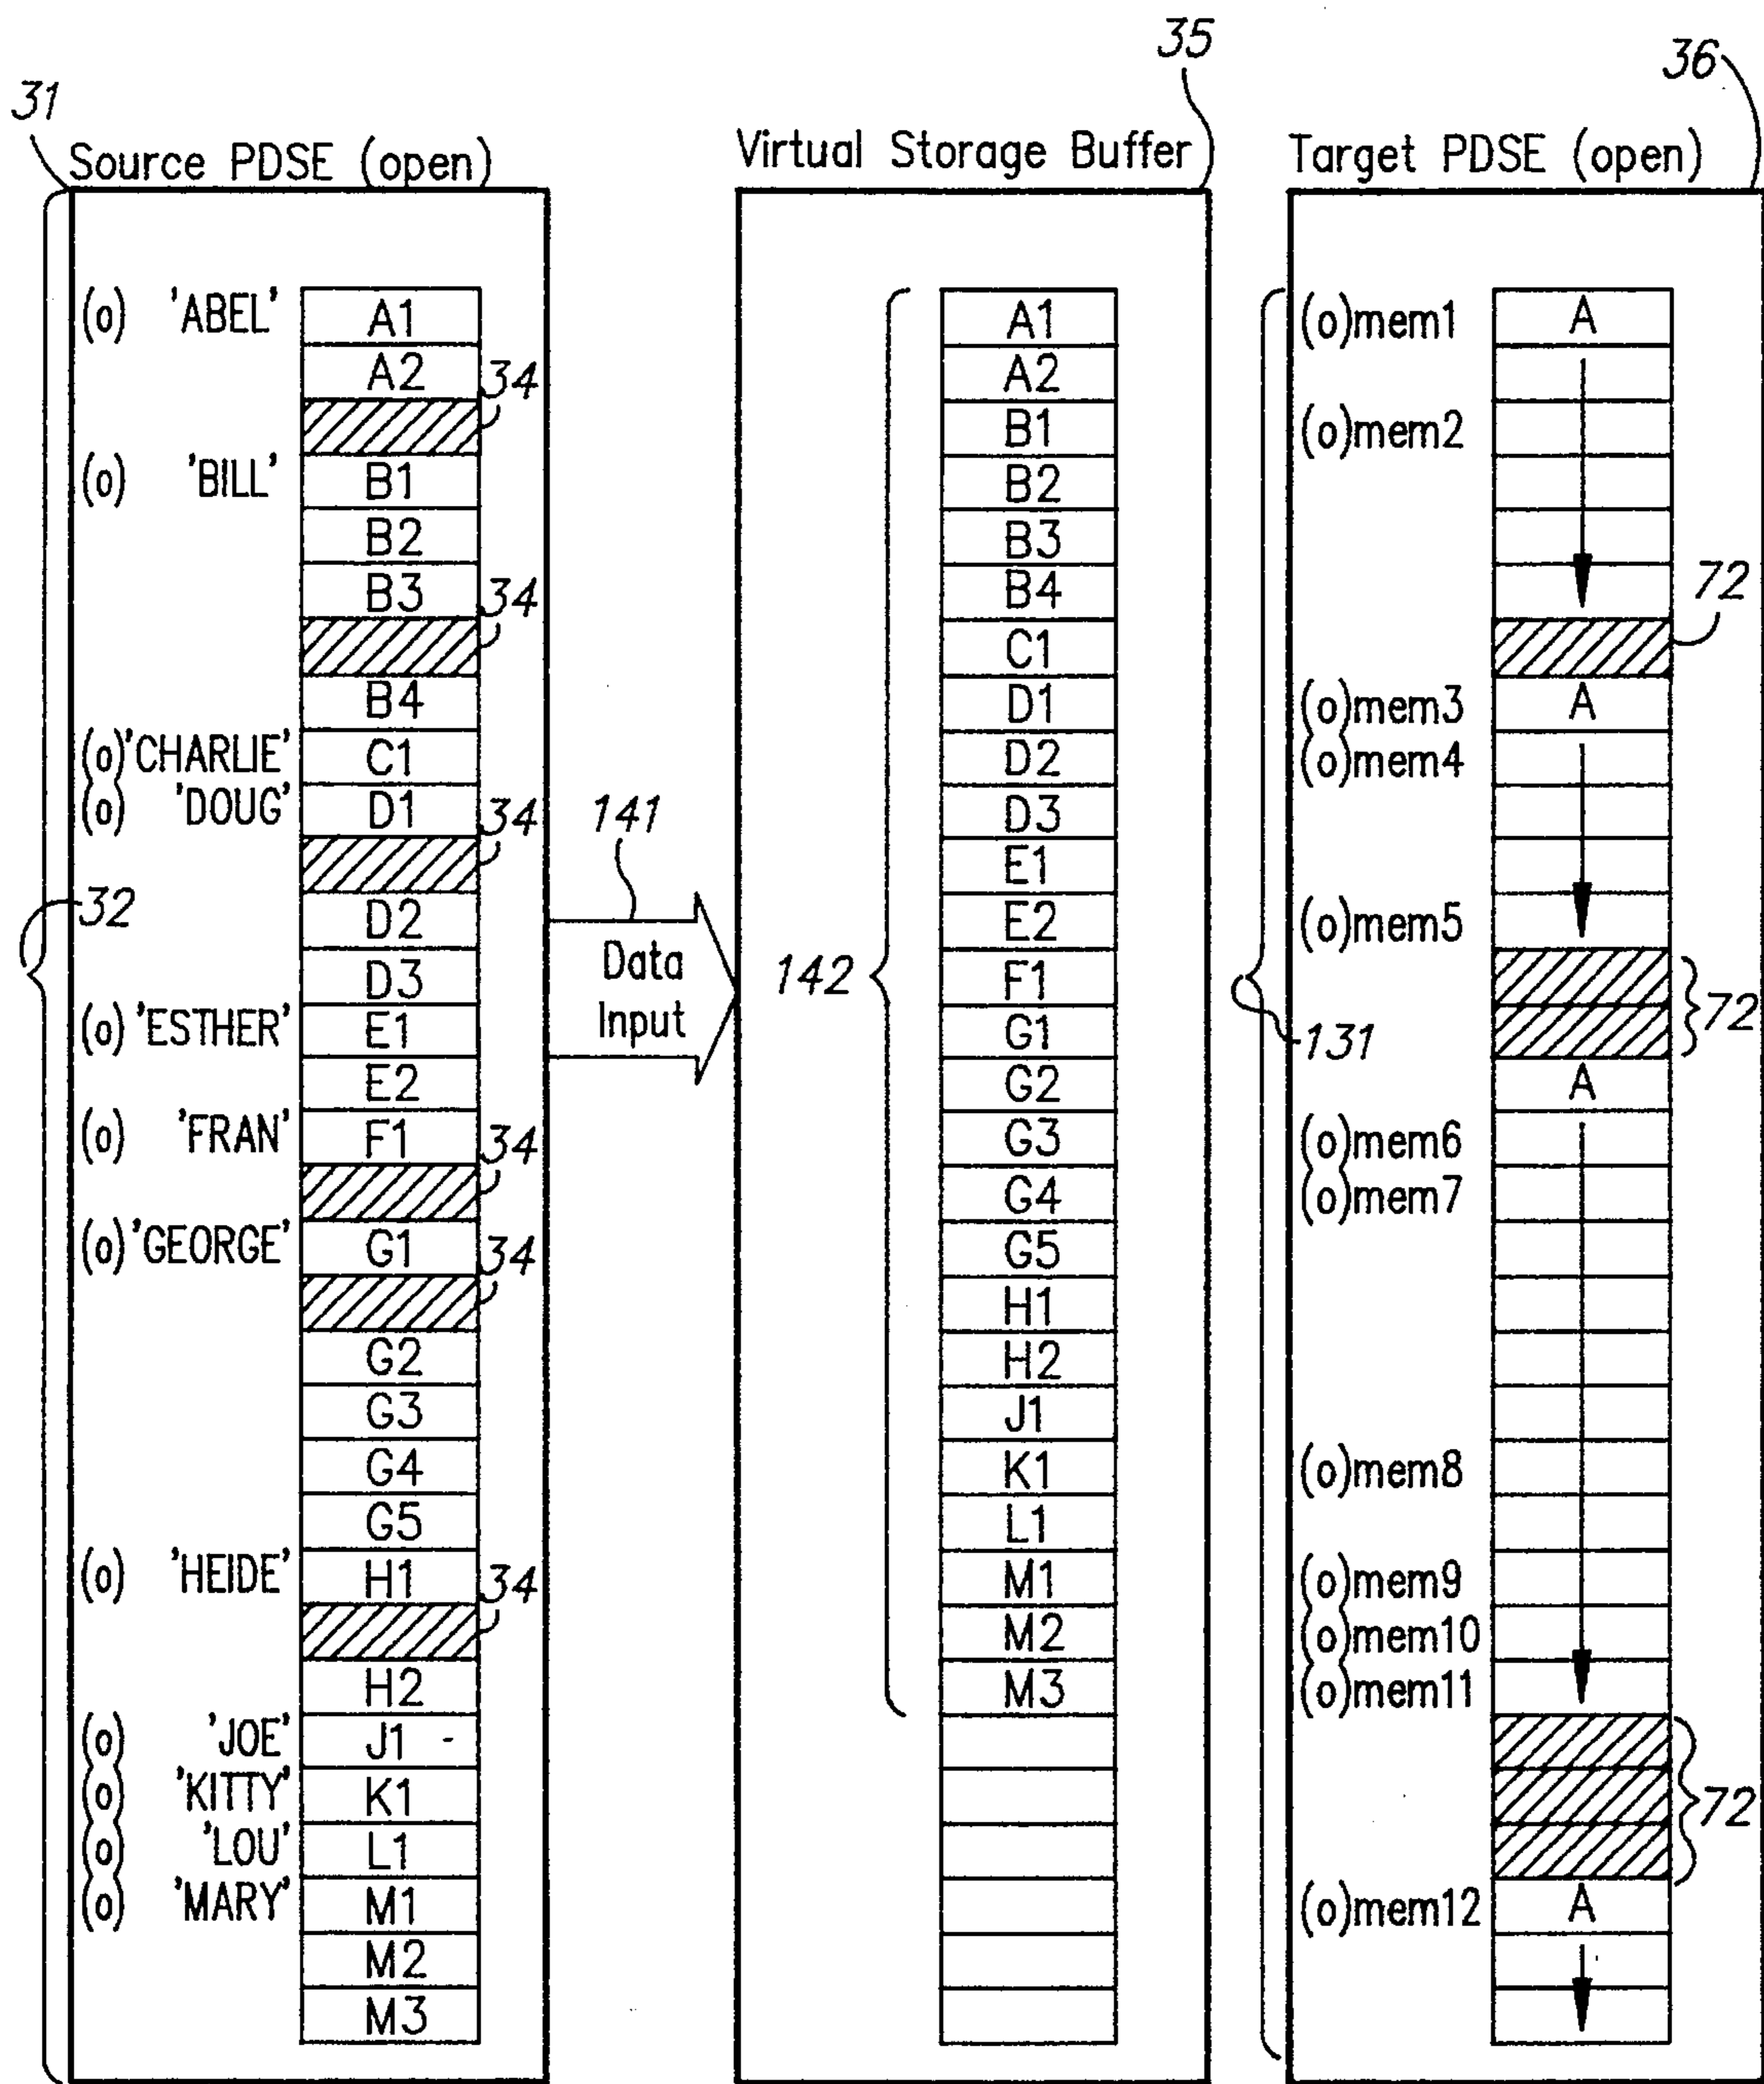 35
36
31
Source PDSE (open)
Virtual Storage Buffer
Target PDSE (open)
(o) 'ABEL' A1
A2
34
(o) 'BILL' B1
B2
B3
34
B4
(o) 'CHARLIE' C1
(o) 'DOUG' D1
34
D2
32
D3
(o) 'ESTHER' E1
E2
(o) 'FRAN' F1
34
(o) 'GEORGE' G1
34
G2
G3
G4
G5
(o) 'HEIDE' H1
34
H2
(o) 'JOE' J1
(o) 'KITTY' K1
(o) 'LOU' L1
(o) 'MARY' M1
M2
M3
141
Data
Input
A1
A2
B1
B2
B3
B4
C1
D1
D2
D3
E1
E2
142
F1
G1
G2
G3
G4
G5
H1
H2
J1
K1
L1
M1
M2
M3
(o)mem1 A
(o)mem2
72
(o)mem3 A
(o)mem4
(o)mem5
72
131
A
(o)mem6
(o)mem7
(o)mem8
(o)mem9
(o)mem10
(o)mem11
72
(o)mem12 A